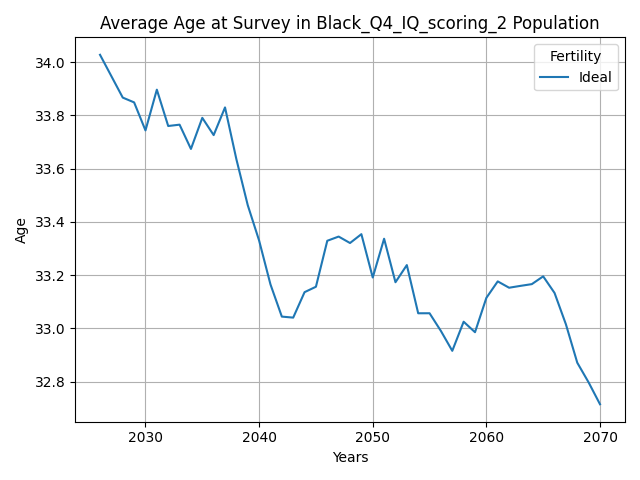 Average Age at Survey in Black_Q4_IQ_scoring_2 Population
Fertility
Ideal
34.0
33.8
33.6
33.4
33.2
33.0
32.8
Age
2030 2040 2050 2060 2070
Years